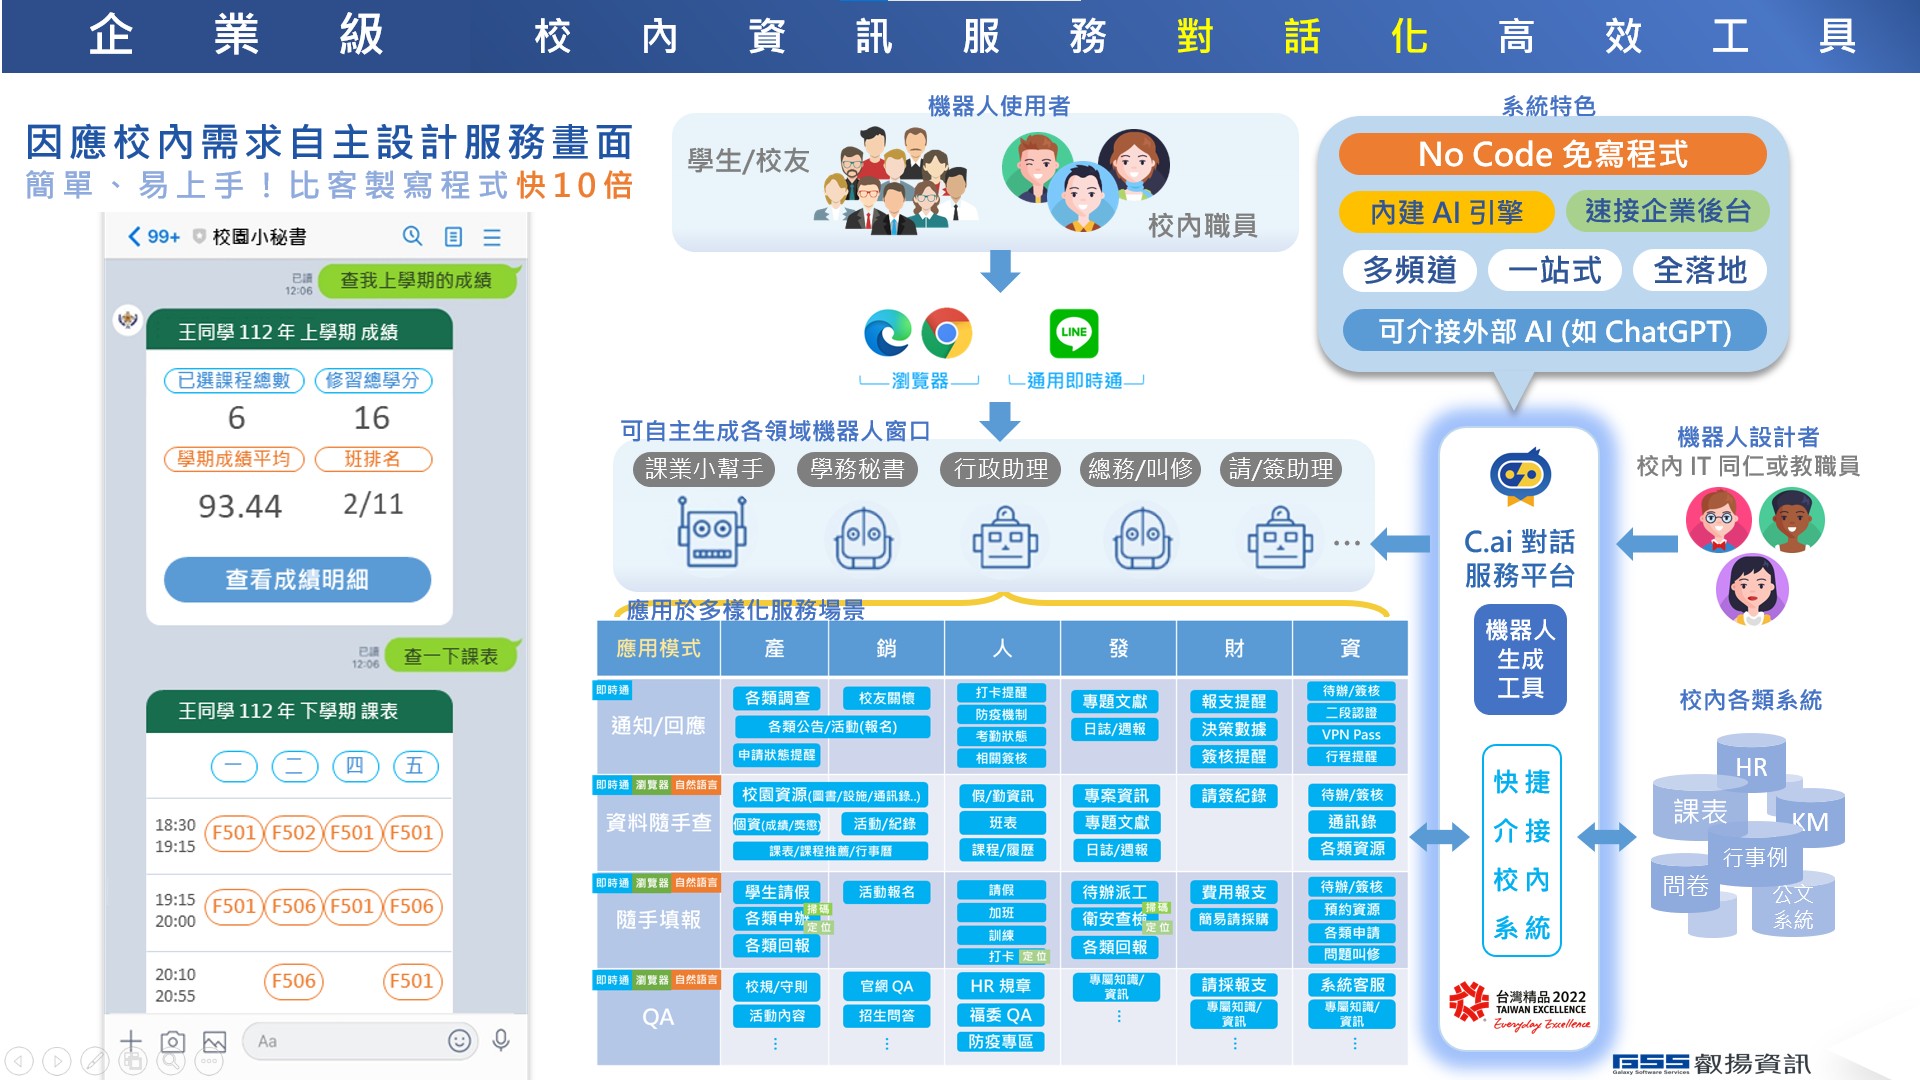 企業級 校內資訊服務對話化高效工具
因應校內需求自主設計服務畫面
簡單、易上手！比客製寫程式快10倍
99+ 校園小秘書
已讀
12:06
查我上學期的成績
王同學 112 年 上學期 成績
已選課程總數 修習總學分
6 16
學期成績平均 班排名
93.44 2/11
查看成績明細
已讀
12:06
查一下課表
王同學 112 年 下學期 課表
一 二 四 五
18:30
19:15
F501 F502 F501 F501
19:15
20:00
F501 F506 F501 F506
20:10
20:55
F506 F501
Aa
機器人使用者
學生/校友
校內職員
LINE
瀏覽器 通用即時通
可自主生成各領域機器人窗口
課業小幫手 學務秘書 行政助理 總務/叫修 請/簽助理
...
應用於多樣化服務場景
應用模式 產 銷 人 發 財 資
即時通
通知/回應
各類調查 校友關懷
各類公告/活動(報名)
申請狀態提醒
打卡提醒
防疫機制
考勤狀態
相關簽核
專題文獻
日誌/週報
報支提醒
決策數據
簽核提醒
待辦/簽核
二段認證
VPN Pass
行程提醒
即時通 瀏覽器 自然語言
資料隨手查
校園資源(圖書/設施/通訊錄..)
個資(成績/獎懲) 活動/紀錄
課表/課程推薦/行事曆
假/勤資訊
班表
課程/履歷
專案資訊
專題文獻
日誌/週報
請簽紀錄
待辦/簽核
通訊錄
各類資源
即時通 瀏覽器 自然語言
隨手填報
學生請假
各類申辦
掃碼
定位
各類回報
活動報名
請假
加班
訓練
打卡 定位
待辦派工
衛安查檢
掃碼
定位
各類回報
費用報支
簡易請採購
待辦/簽核
預約資源
各類申請
問題叫修
即時通 瀏覽器 自然語言
QA
校規/守則
活動內容
官網 QA
招生問答
HR 規章
福委 QA
防疫專區
專屬知識/
資訊
請採報支
專屬知識/
資訊
系統客服
專屬知識/
資訊
系統特色
No Code 免寫程式
內建 AI 引擎 速接企業後台
多頻道 一站式 全落地
可介接外部 AI (如 ChatGPT)
C.ai 對話
服務平台
機器人
生成
工具
快捷
介接
校內
系統
台灣精品 2022
TAIWAN EXCELLENCE
Everyday Excellence
機器人設計者
校內 IT 同仁或教職員
校內各類系統
HR
課表
KM
行事例
問卷
公文
系統
GSS 叡揚資訊
Galaxy Software Services